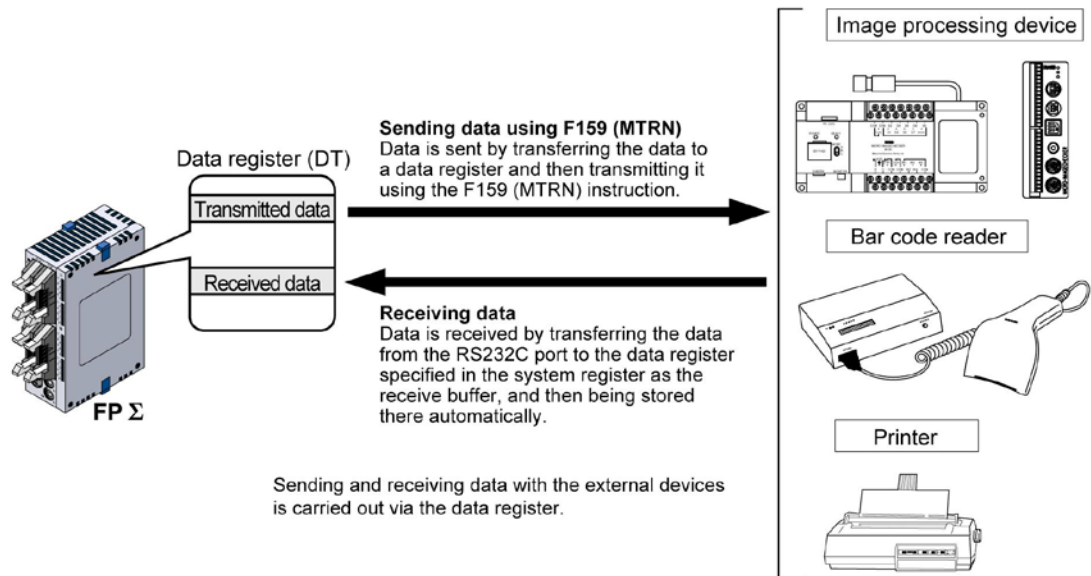 Image processing device
Sending data using F159 (MTRN)
Data is sent by transferring the data to
a data register and then transmitting it
using the F159 (MTRN) instruction.
Data register (DT)
Transmitted data
Received data
Bar code reader
Receiving data
Data is received by transferring the data
from the RS232C port to the data register
specified in the system register as the
receive buffer, and then being stored
there automatically.
FP Σ
Printer
Sending and receiving data with the external devices
is carried out via the data register.